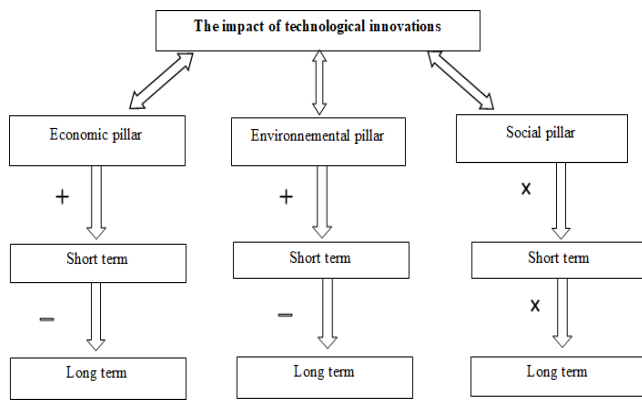 The impact of technological innovations
Economic pillar
Environnemental pillar
Social pillar
+
+
x
Short term
Short term
Short term
–
–
x
Long term
Long term
Long term